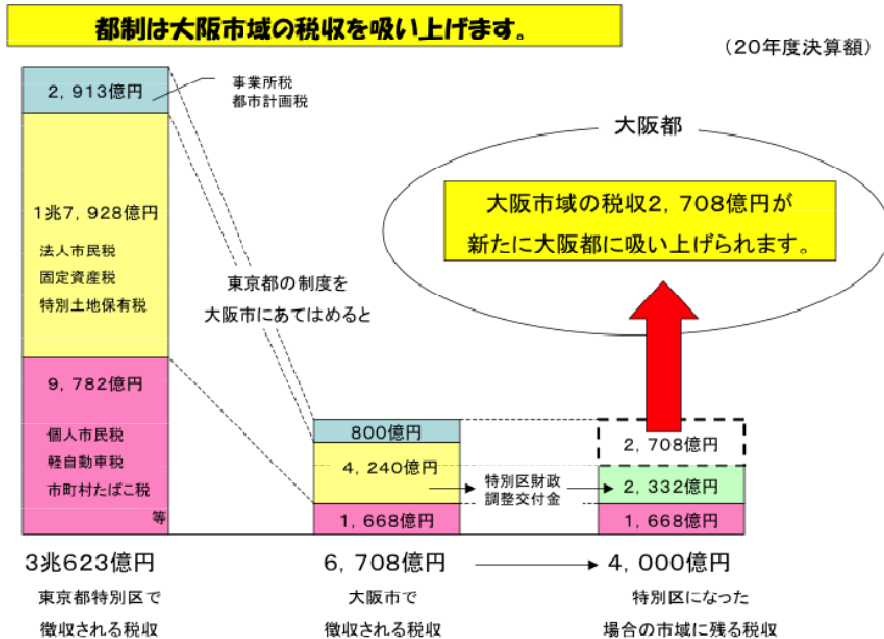 都制は大阪市域の税収を吸い上げます。
(20年度決算額)
2,913億円
事業所税
都市計画税
1兆7,928億円
法人市民税
固定資産税
特別土地保有税
9,782億円
個人市民税
軽自動車税
市町村たばこ税
等
3兆623億円
東京都特別区で
徴収される税収
東京都の制度を
大阪市にあてはめると
800億円
4,240億円
1,668億円
6,708億円
大阪市で
徴収される税収
特別区財政
調整交付金
大阪都
大阪市域の税収2,708億円が
新たに大阪都に吸い上げられます。
2,708億円
2,332億円
1,668億円
4,000億円
特別区になった
場合の市域に残る税収